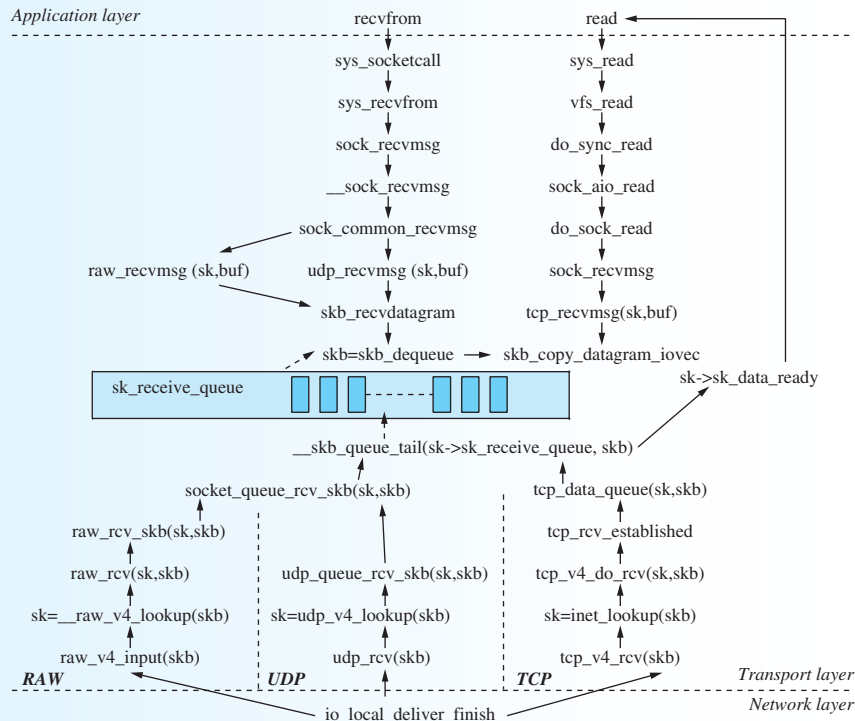 Application layer
recvfrom
read
sys_socketcall
sys_read
sys_recvfrom
vfs_read
sock_recvmsg
do_sync_read
__sock_recvmsg
sock_aio_read
sock_common_recvmsg
do_sock_read
raw_recvmsg (sk,buf)
udp_recvmsg (sk,buf)
sock_recvmsg
skb_recvdatagram
tcp_recvmsg(sk,buf)
skb=skb_dequeue
skb_copy_datagram_iovec
sk->sk_data_ready
sk_receive_queue
__skb_queue_tail(sk->sk_receive_queue, skb)
socket_queue_rcv_skb(sk,skb)
tcp_data_queue(sk,skb)
raw_rcv_skb(sk,skb)
tcp_rcv_established
raw_rcv(sk,skb)
udp_queue_rcv_skb(sk,skb)
tcp_v4_do_rcv(sk,skb)
sk=__raw_v4_lookup(skb)
sk=udp_v4_lookup(skb)
sk=inet_lookup(skb)
raw_v4_input(skb)
udp_rcv(skb)
tcp_v4_rcv(skb)
RAW
UDP
TCP
Transport layer
Network layer
io_local_deliver_finish